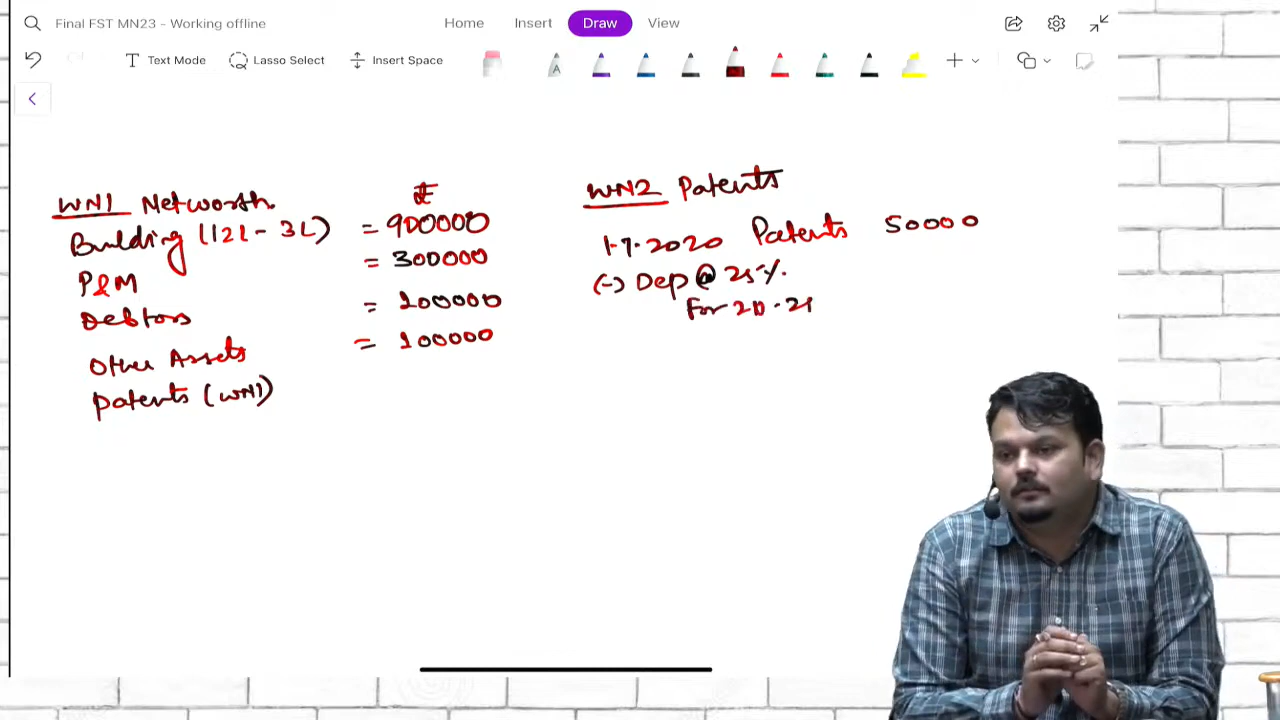 Final FST MN23 - Working offline
Home Insert Draw View
Text Mode Lasso Select Insert Space
WN1 Networth
₹
Building (12L - 3L) = 900000
P&M = 300000
Debtors = 200000
Other Assets = 100000
Patents (WN1)
WN2 Patents
1.7.2020 Patents 50000
(-) Dep @ 25%.
For 20-21